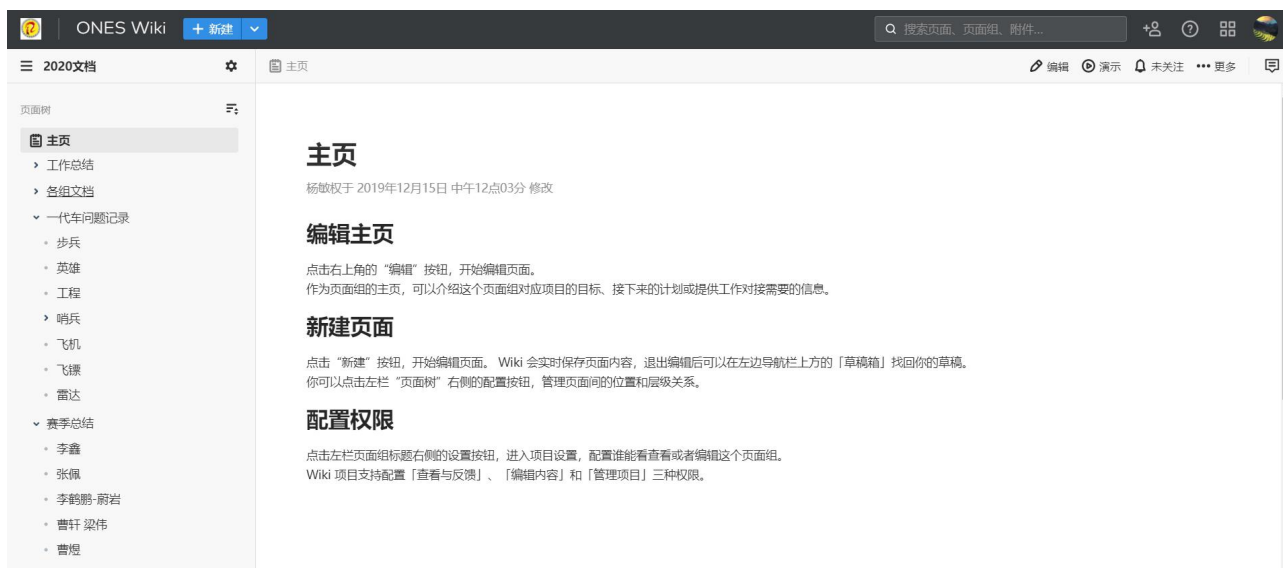 ONES Wiki
+ 新建
搜索页面、页面组、附件...
2020文档
主页
编辑
演示
未关注
••• 更多
页面树
主页
工作总结
各组文档
一代车问题记录
步兵
英雄
工程
哨兵
飞机
飞镖
雷达
赛季总结
李鑫
张佩
李鹤鹏-蔚岩
曹轩 梁伟
曹煜
主页
杨敏权于 2019年12月15日 中午12点03分 修改
编辑主页
点击右上角的“编辑”按钮，开始编辑页面。
作为页面组的主页，可以介绍这个页面组对应项目的目标、接下来的计划或提供工作对接需要的信息。
新建页面
点击“新建”按钮，开始编辑页面。 Wiki 会实时保存页面内容，退出编辑后可以在左边导航栏上方的「草稿箱」找回你的草稿。
你可以点击左栏“页面树”右侧的配置按钮，管理页面间的位置和层级关系。
配置权限
点击左栏页面组标题右侧的设置按钮，进入项目设置，配置谁能看查看或者编辑这个页面组。
Wiki 项目支持配置「查看与反馈」、「编辑内容」和「管理项目」三种权限。